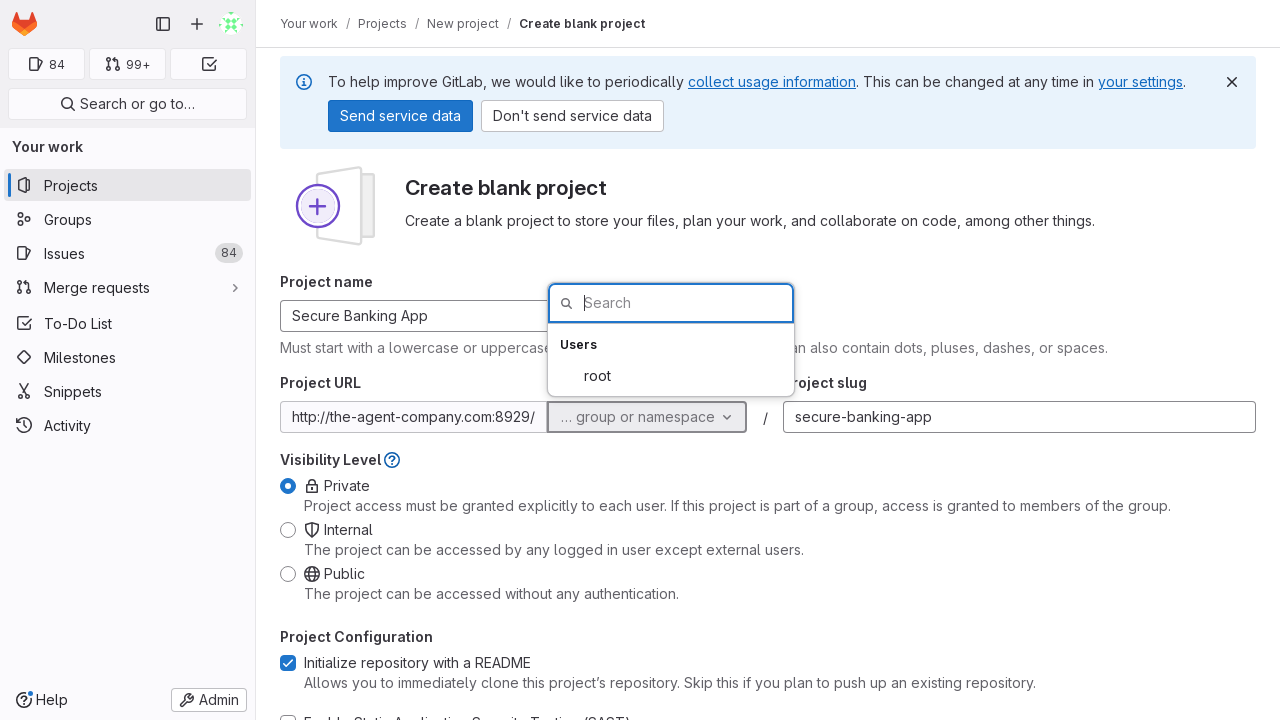 Your work / Projects / New project / Create blank project
84
99+
Search or go to…
Your work
Projects
Groups
Issues 84
Merge requests
To-Do List
Milestones
Snippets
Activity
Help
Admin
To help improve GitLab, we would like to periodically collect usage information. This can be changed at any time in your settings.
Send service data
Don't send service data
Create blank project
Create a blank project to store your files, plan your work, and collaborate on code, among other things.
Project name
Secure Banking App
Must start with a lowercase or uppercase
an also contain dots, pluses, dashes, or spaces.
Search
Users
root
Project URL
roject slug
http://the-agent-company.com:8929/
… group or namespace
/
secure-banking-app
Visibility Level
Private
Project access must be granted explicitly to each user. If this project is part of a group, access is granted to members of the group.
Internal
The project can be accessed by any logged in user except external users.
Public
The project can be accessed without any authentication.
Project Configuration
Initialize repository with a README
Allows you to immediately clone this project’s repository. Skip this if you plan to push up an existing repository.
Enable Static Application Security Testing (SAST)